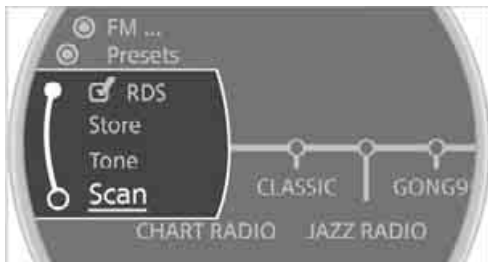 FM ...
Presets
RDS
Store
Tone
Scan
CLASSIC GONG9
CHART RADIO JAZZ RADIO